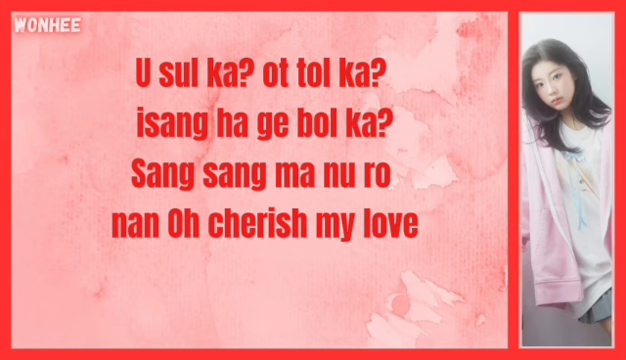 WONHEE
U sul ka? ot tol ka?
isang ha ge bol ka?
Sang sang ma nu ro
nan Oh cherish my love